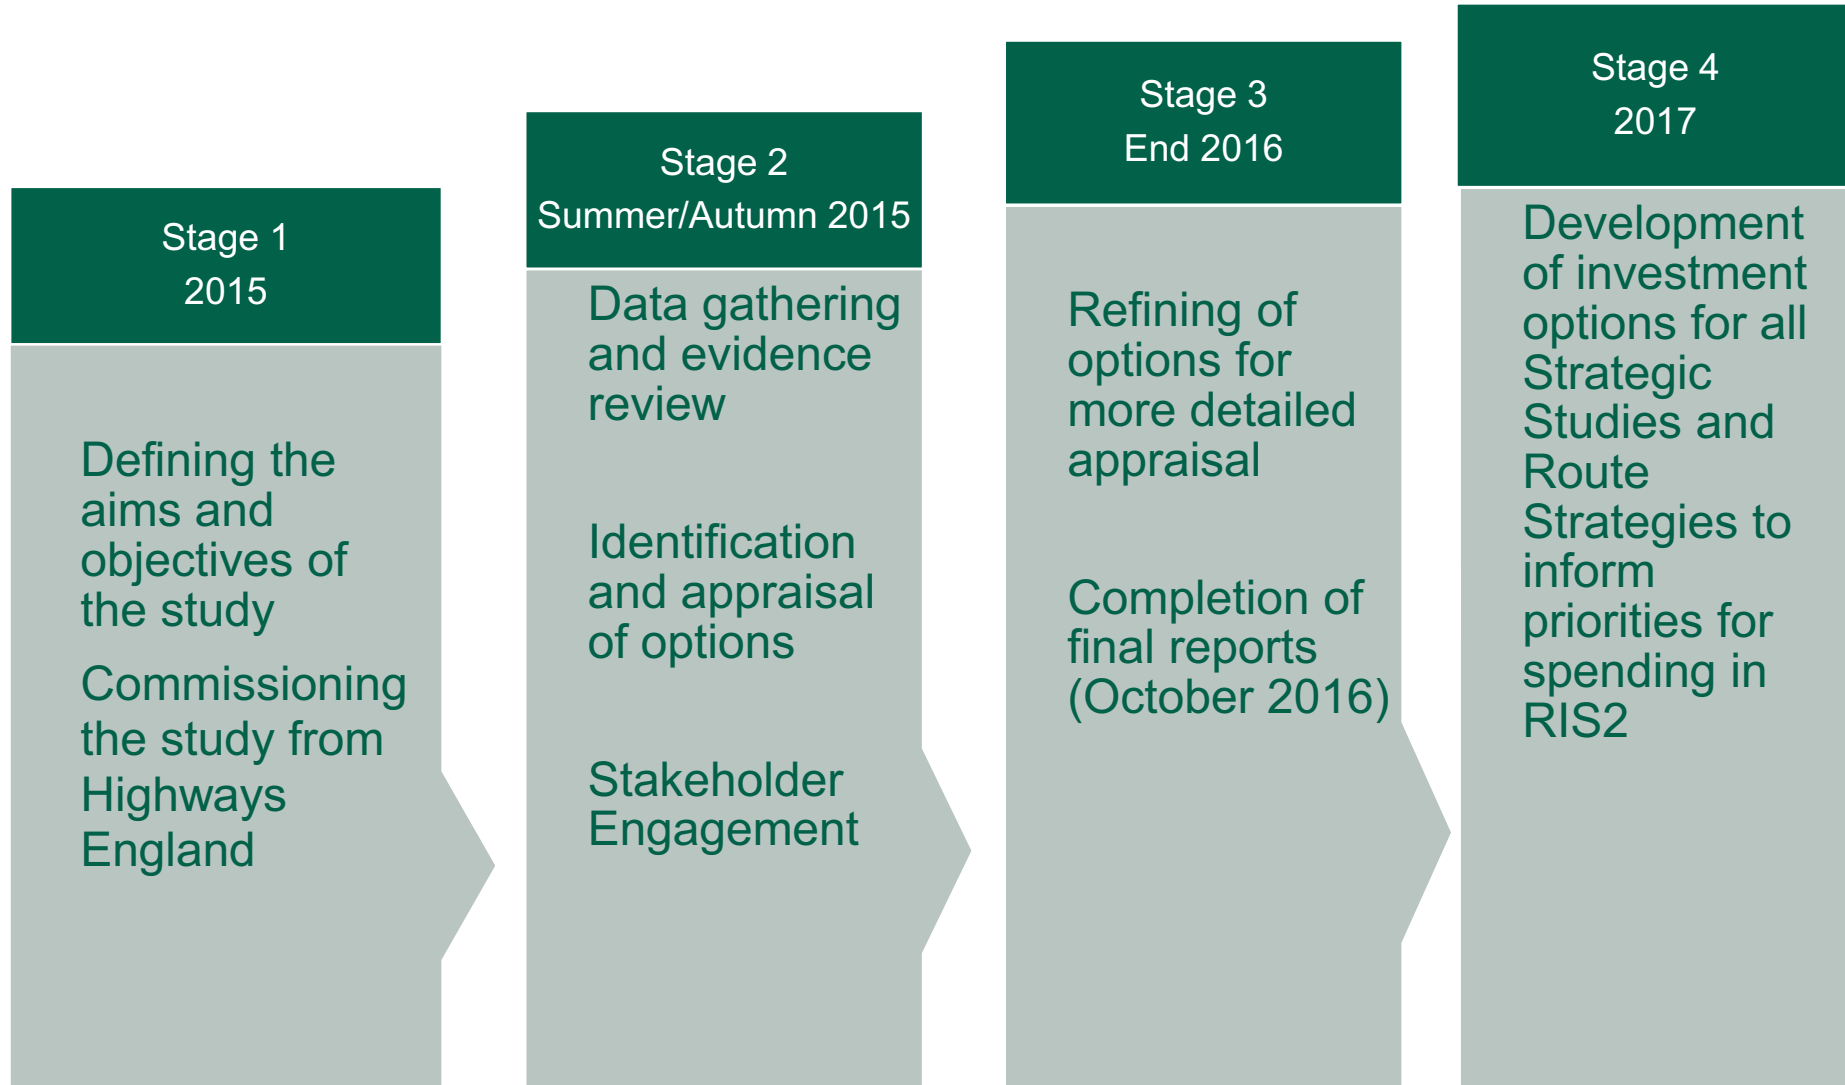 Stage 1
2015
Defining the
aims and
objectives of
the study
Commissioning
the study from
Highways
England
Stage 2
Summer/Autumn 2015
Data gathering
and evidence
review
Identification
and appraisal
of options
Stakeholder
Engagement
Stage 3
End 2016
Refining of
options for
more detailed
appraisal
Completion of
final reports
(October 2016)
Stage 4
2017
Development
of investment
options for all
Strategic
Studies and
Route
Strategies to
inform
priorities for
spending in
RIS2